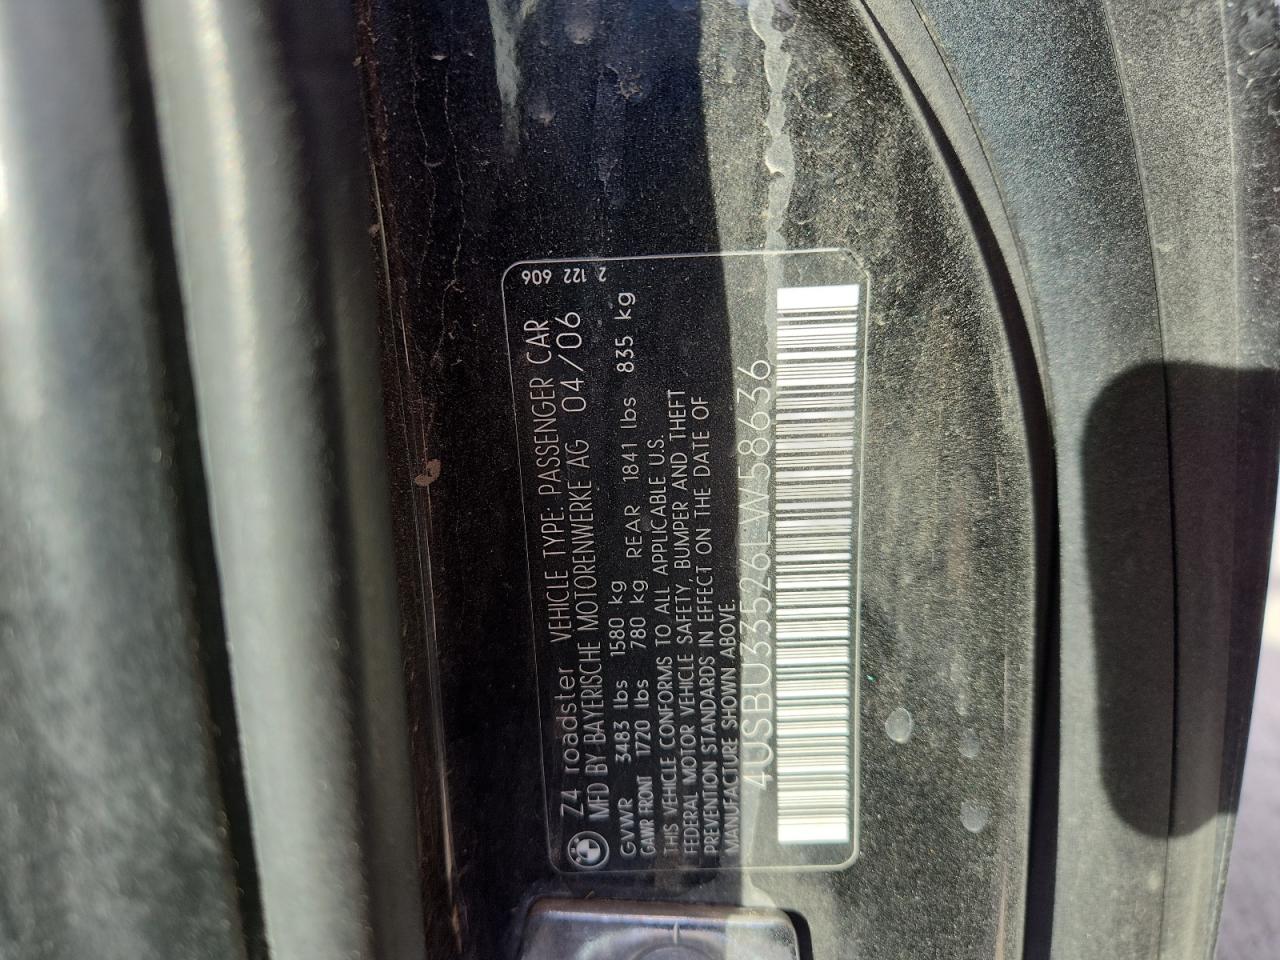 Z4 roadster VEHICLE TYPE: PASSENGER CAR
MFD BY BAYERISCHE MOTORENWERKE AG 04/06
GVWR 3483 lbs 1580 kg
GAWR FRONT 1720 lbs 780 kg REAR 1841 lbs 835 kg
THIS VEHICLE CONFORMS TO ALL APPLICABLE U.S.
FEDERAL MOTOR VEHICLE SAFETY, BUMPER AND THEFT
PREVENTION STANDARDS IN EFFECT ON THE DATE OF
MANUFACTURE SHOWN ABOVE.
4USBU33526LW58636
2 122 606
BMW